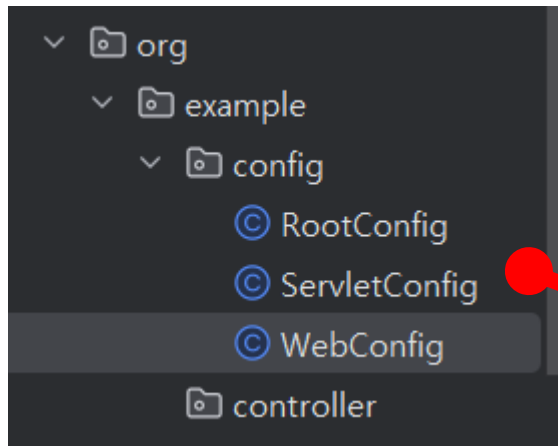 org
example
config
RootConfig
ServletConfig
WebConfig
controller